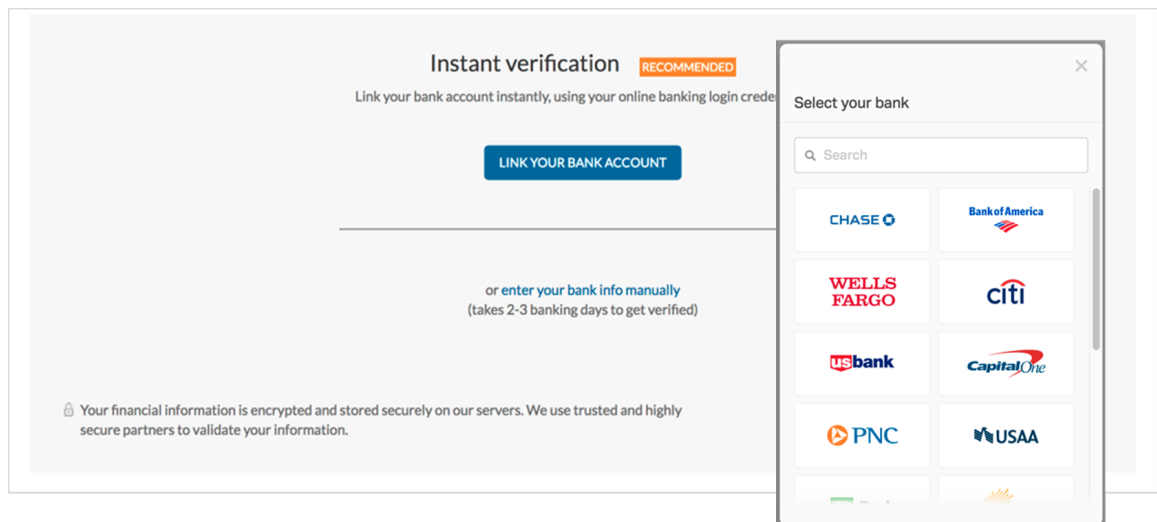 Instant verification RECOMMENDED
Link your bank account instantly, using your online banking login
LINK YOUR BANK ACCOUNT
or enter your bank info manually
(takes 2-3 banking days to get verified)
Your financial information is encrypted and stored securely on our servers. We use trusted and highly
secure partners to validate your information.
Select your bank
Search
CHASE
Bank of America
WELLS
FARGO
citi
usbank
CapitalOne
PNC
USAA